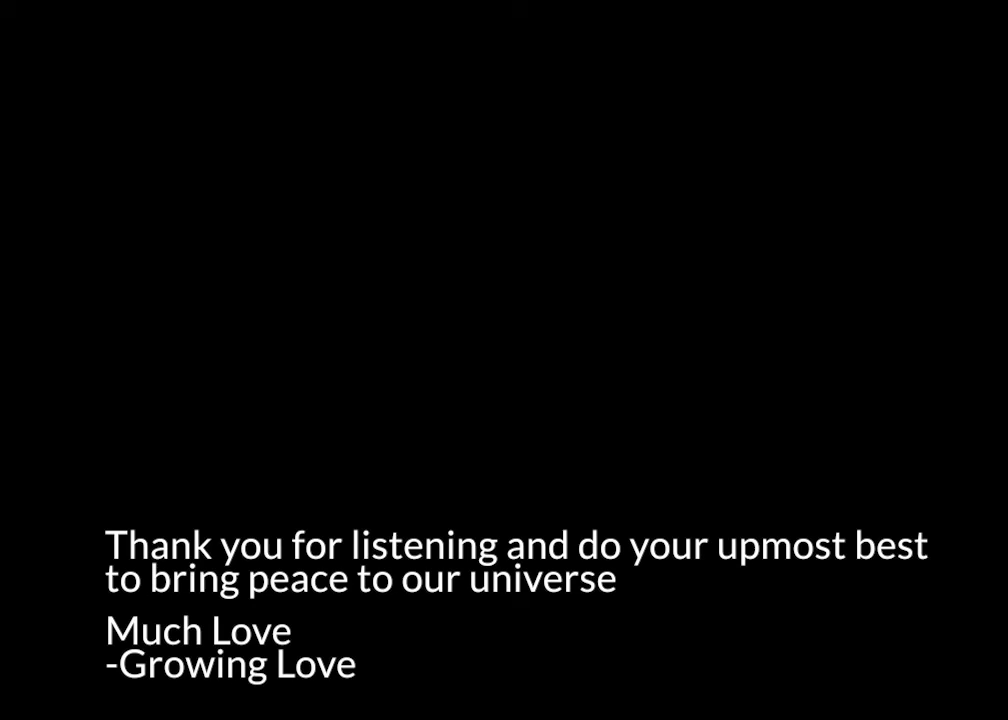 Thank you for listening and do your upmost best
to bring peace to our universe
Much Love
-Growing Love